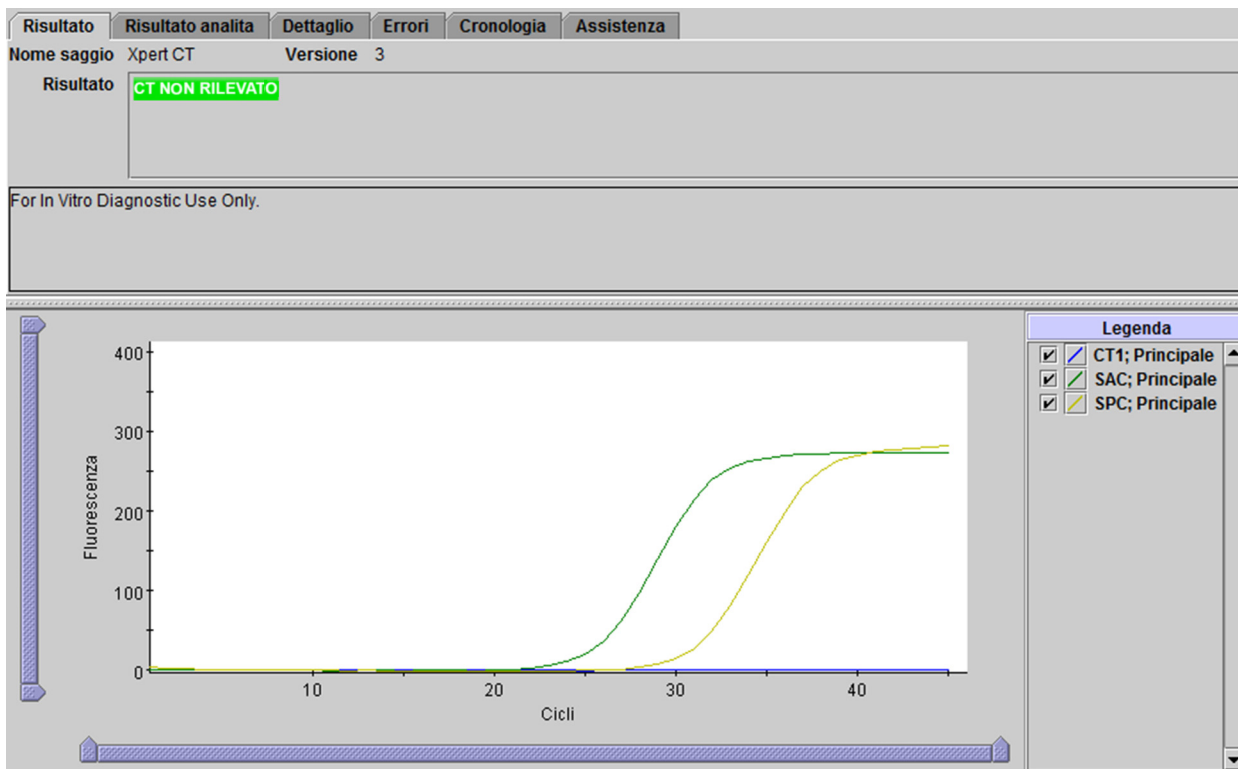 Risultato Risultato analita Dettaglio Errori Cronologia Assistenza
Nome saggio Xpert CT Versione 3
Risultato CT NON RILEVATO
For In Vitro Diagnostic Use Only.
Legenda
CT1; Principale
SAC; Principale
SPC; Principale
400
300
200
100
0
Fluorescenza
10 20 30 40
Cicli